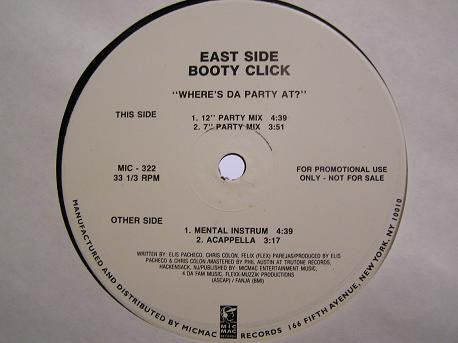 EAST SIDE
BOOTY CLICK
"WHERE'S DA PARTY AT?"
THIS SIDE
1. 12" PARTY MIX 4:39
2. 7" PARTY MIX 3:51
MIC - 322
33 1/3 RPM
FOR PROMOTIONAL USE
ONLY - NOT FOR SALE
OTHER SIDE
1. MENTAL INSTRUM 4:39
2. ACAPPELLA 3:17
WRITTEN BY: ELIS PACHECO, CHRIS COLON, FELIX (FLEX) PAREJAS/PRODUCED BY ELIS
PACHECO & CHRIS COLON./MASTERED BY PHIL AUSTIN AT TRUTONE RECORDS,
HACKENSACK, NJ/PUBLISHED BY: MICMAC ENTERTAINMENT MUSIC,
4 DA FAM MUSIC, FLEXX-MUZZIK PRODUCTIONS
(ASCAP) / FANJA (BMI)
MIC
MAC
MANUFACTURED AND DISTRIBUTED BY MICMAC RECORDS 166 FIFTH AVENUE, NEW YORK, NY 10010